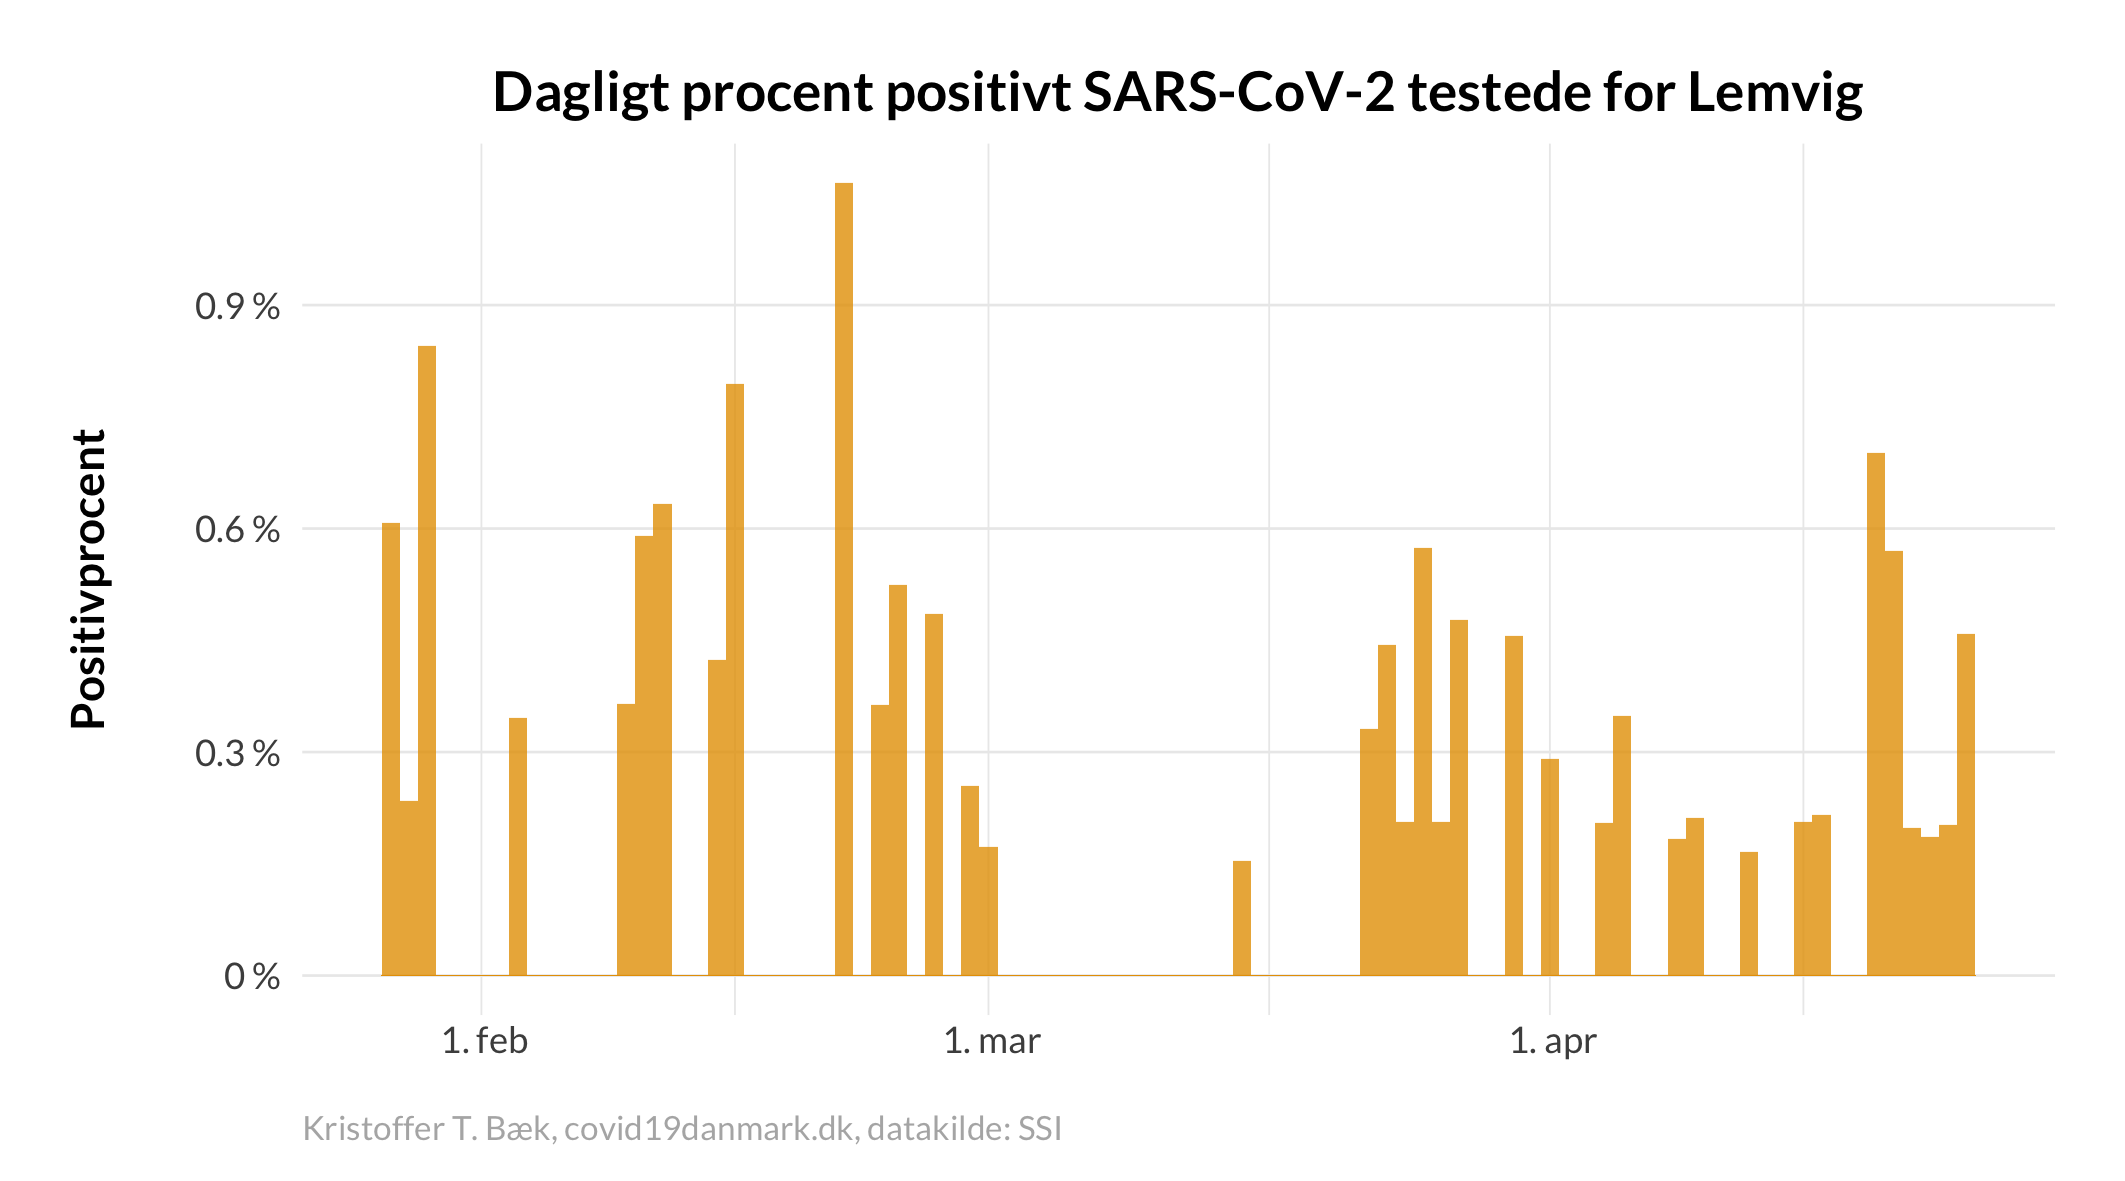 Dagligt procent positivt SARS-CoV-2 testede for Lemvig
Positivprocent
0.9 %
0.6 %
0.3 %
0 %
1. feb
1. mar
1. apr
Kristoffer T. Bæk, covid19danmark.dk, datakilde: SSI